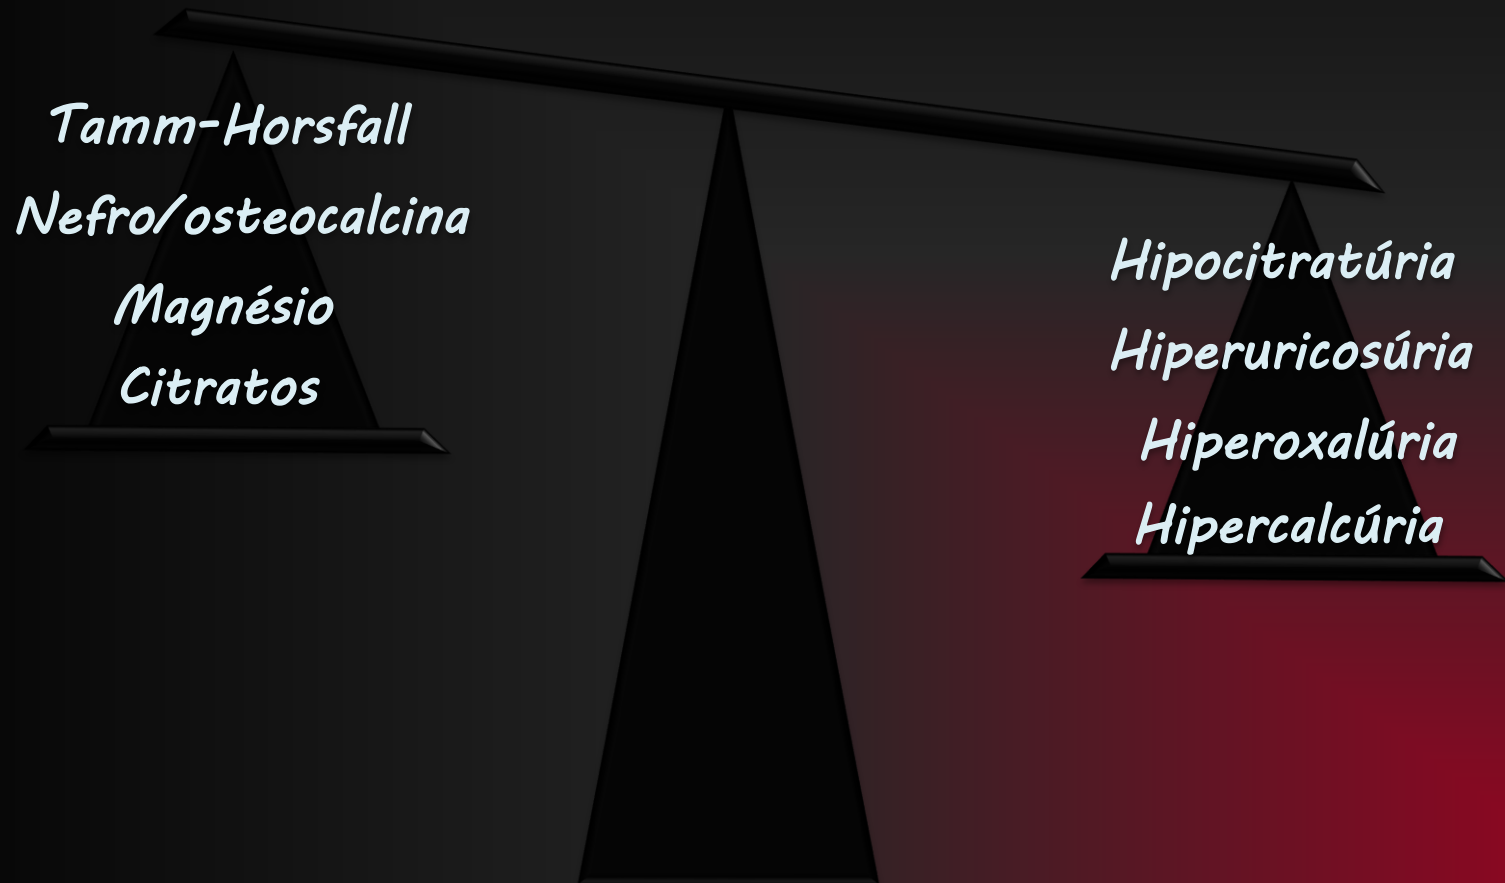 Tamm-Horsfall
Nefro/osteocalcina
Magnésio
Citratos
Hipocitratúria
Hiperuricosúria
Hiperoxalúria
Hipercalcúria